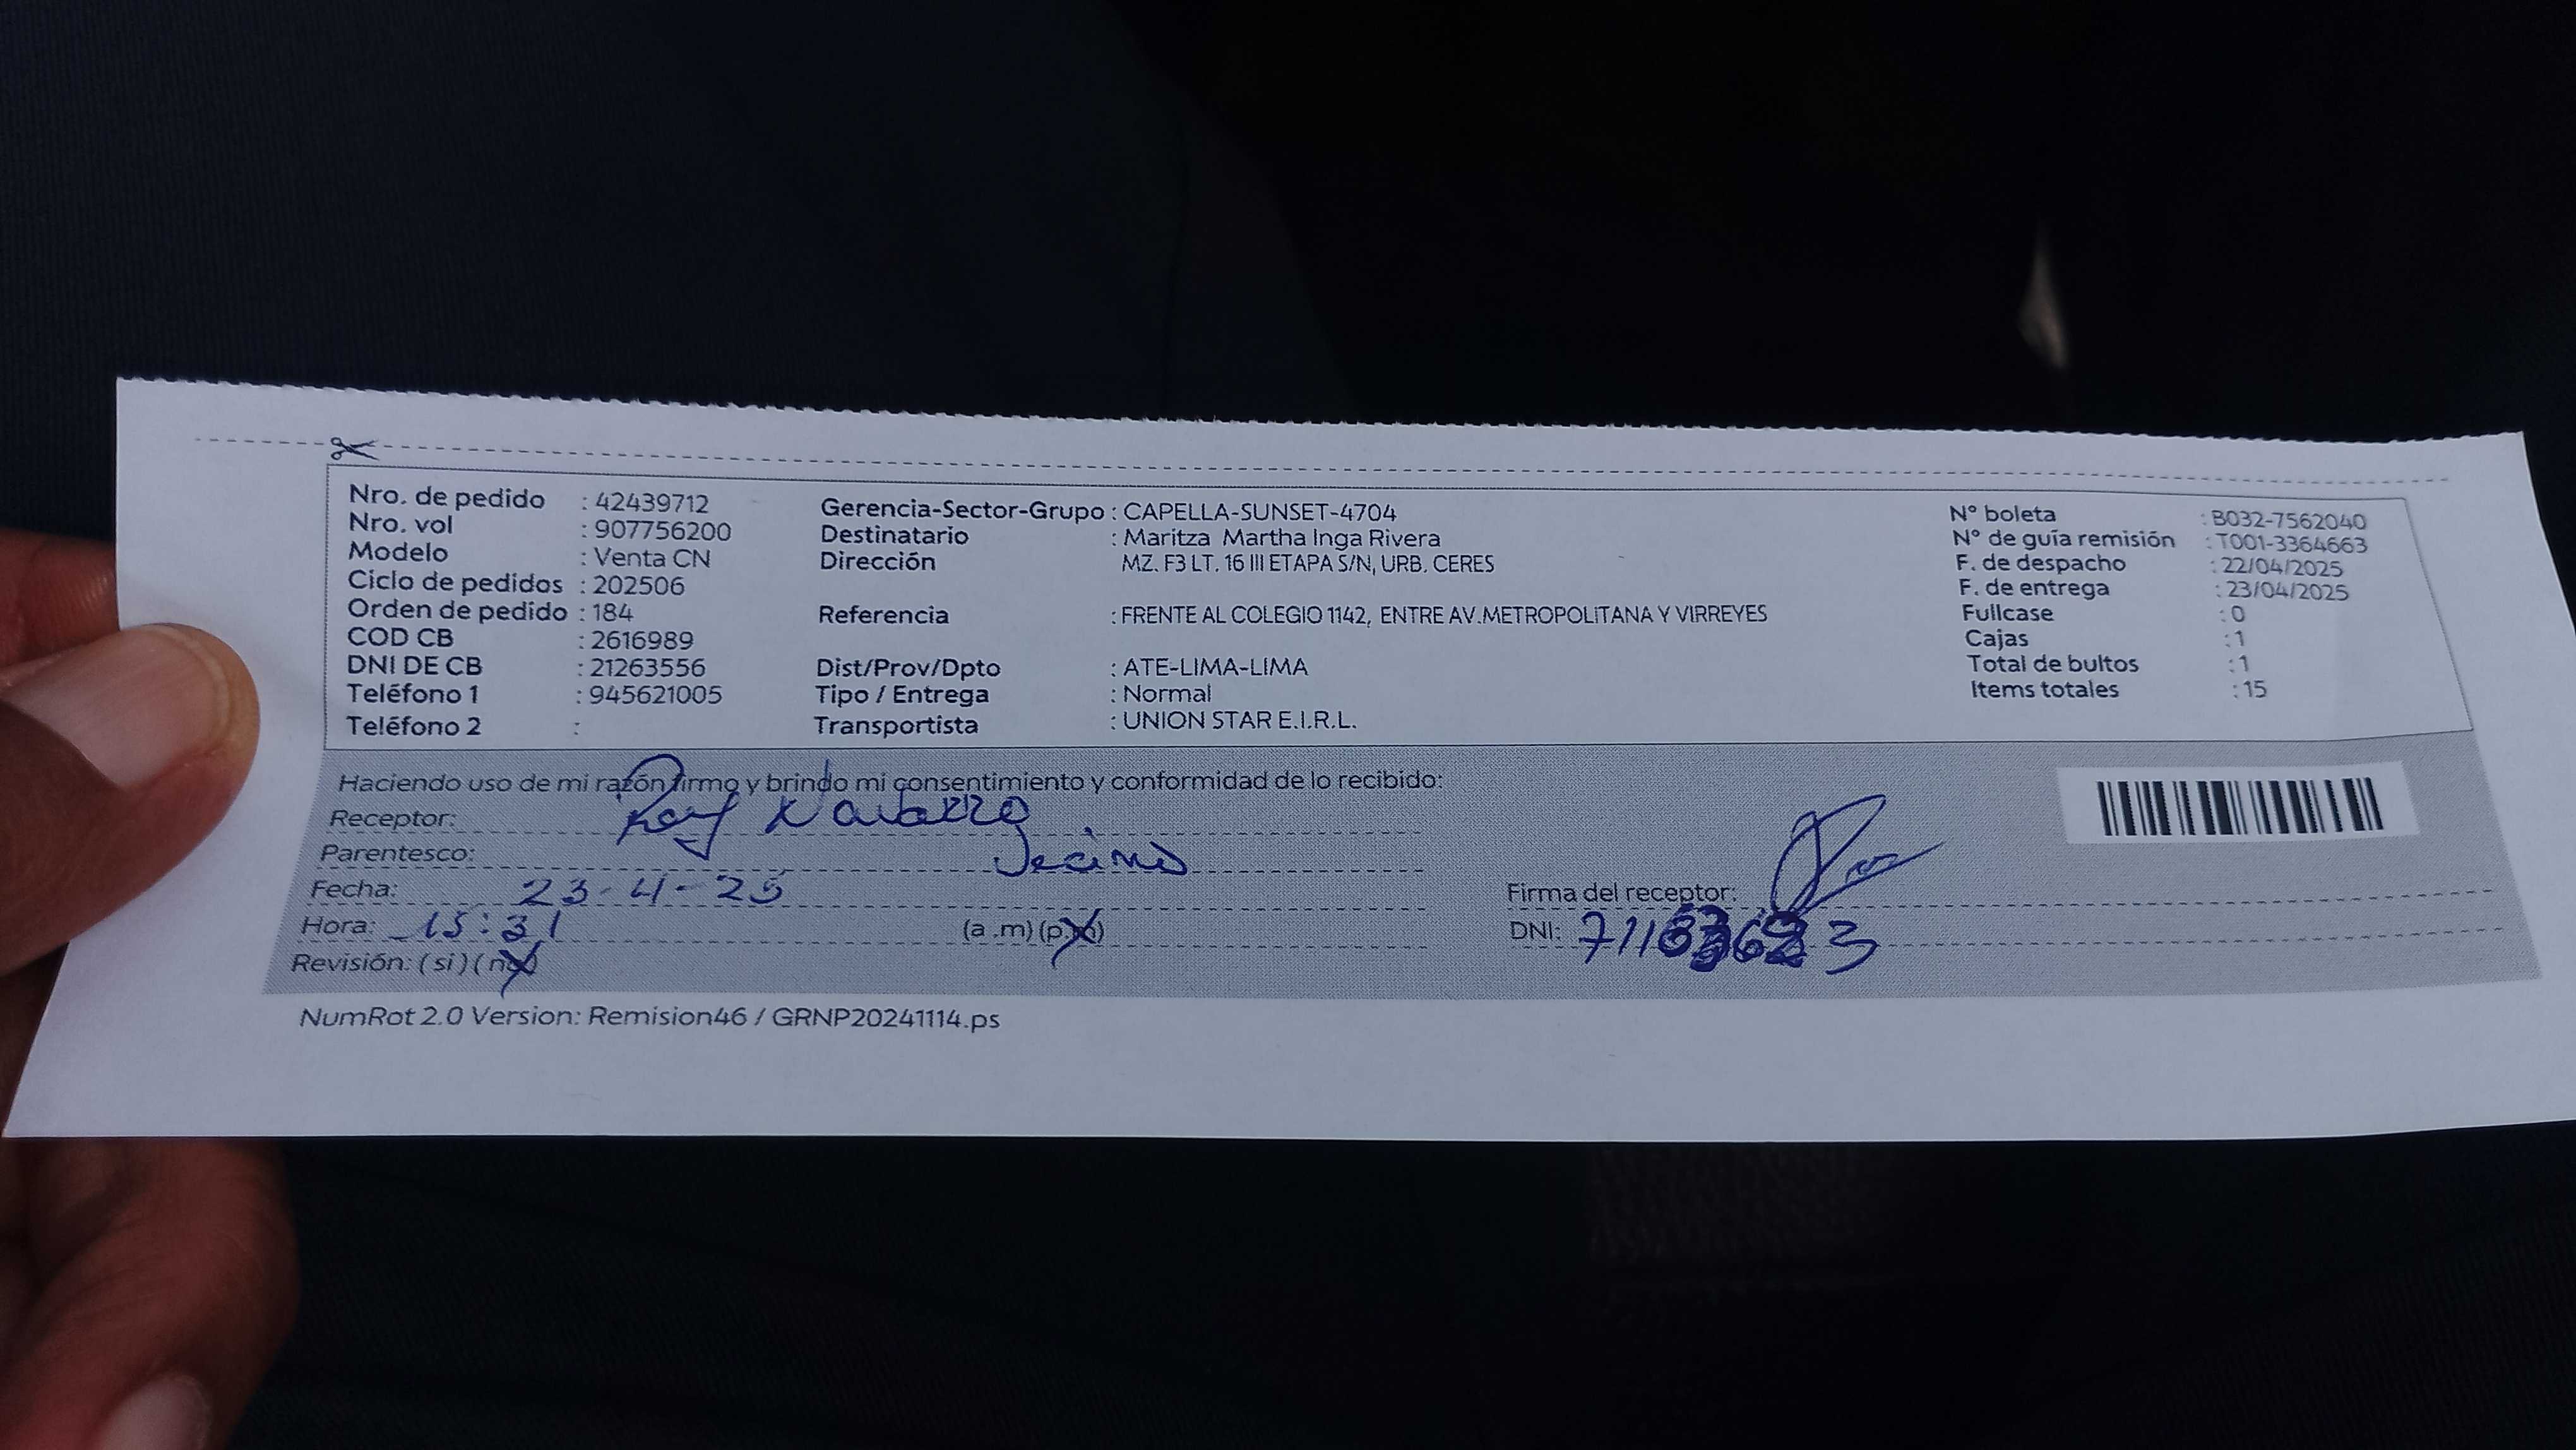 Nro. de pedido : 42439712
Nro. vol : 907756200
Modelo : Venta CN
Ciclo de pedidos : 202506
Orden de pedido : 184
COD CB : 2616989
DNI DE CB : 21263556
Teléfono 1 : 945621005
Teléfono 2 :
Gerencia-Sector-Grupo : CAPELLA-SUNSET-4704
Destinatario : Maritza Martha Inga Rivera
Dirección MZ. F3 LT. 16 III ETAPA S/N, URB. CERES
Referencia : FRENTE AL COLEGIO 1142, ENTRE AV.METROPOLITANA Y VIRREYES
Dist/Prov/Dpto : ATE-LIMA-LIMA
Tipo / Entrega : Normal
Transportista : UNION STAR E.I.R.L.
N° boleta : B032-7562040
N° de guía remisión : T001-3364663
F. de despacho : 22/04/2025
F. de entrega : 23/04/2025
Fullcase : 0
Cajas : 1
Total de bultos : 1
Items totales : 15
Haciendo uso de mi razón firmo y brindo mi consentimiento y conformidad de lo recibido:
Receptor: Navarro
Parentesco: Vecino
Fecha: 23-4-25
Hora: 15:31 (a .m) (p.m)
Revisión: (si) (no)
Firma del receptor:
DNI:
NumRot 2.0 Version: Remision46 / GRNP20241114.ps